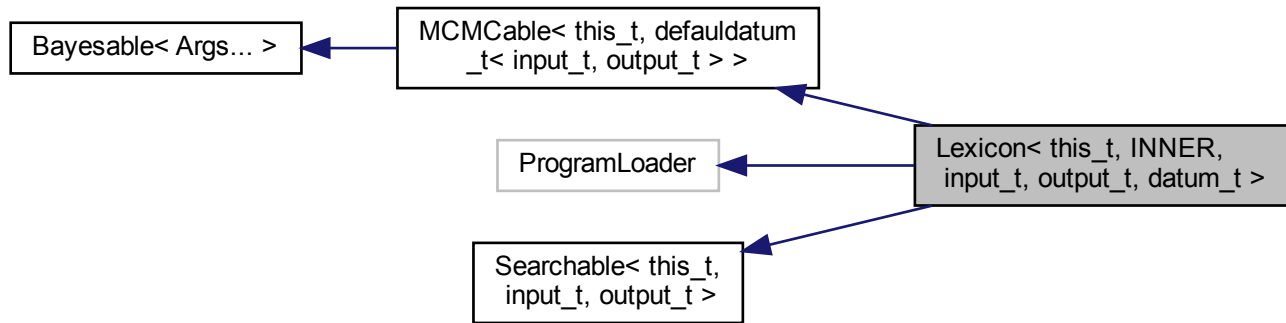 Bayesable< Args... >
MCMCable< this_t, defauldatum
_t< input_t, output_t > >
ProgramLoader
Lexicon< this_t, INNER,
input_t, output_t, datum_t >
Searchable< this_t,
input_t, output_t >